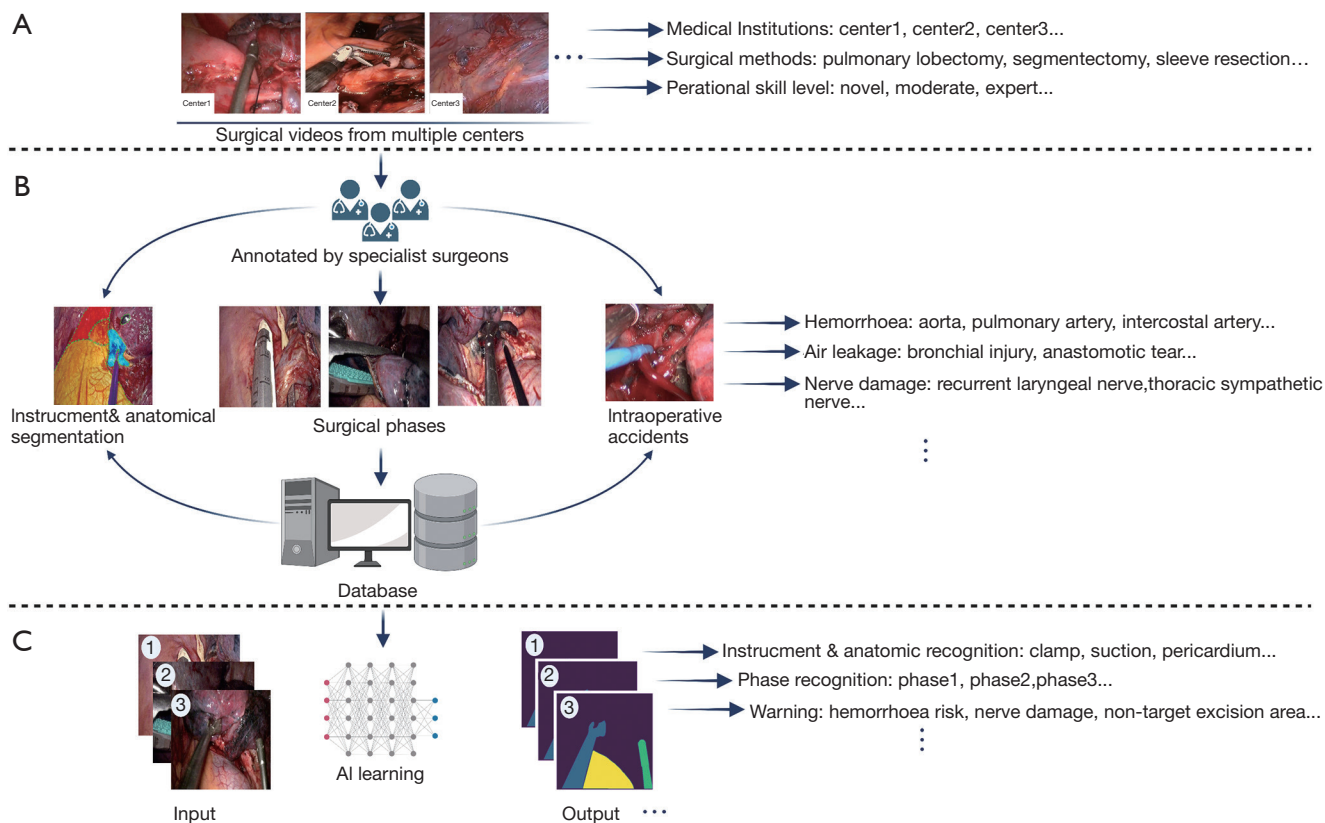 A
Center1
Center2
Center3
Surgical videos from multiple centers
Medical Institutions: center1, center2, center3...
Surgical methods: pulmonary lobectomy, segmentectomy, sleeve resection...
Perational skill level: novel, moderate, expert...
B
Annotated by specialist surgeons
Instrucment& anatomical
segmentation
Surgical phases
Intraoperative
accidents
Hemorrhoea: aorta, pulmonary artery, intercostal artery...
Air leakage: bronchial injury, anastomotic tear...
Nerve damage: recurrent laryngeal nerve,thoracic sympathetic
nerve...
Database
C
1
2
3
Input
AI learning
1
2
3
Output
Instrucment & anatomic recognition: clamp, suction, pericardium...
Phase recognition: phase1, phase2,phase3...
Warning: hemorrhoea risk, nerve damage, non-target excision area...